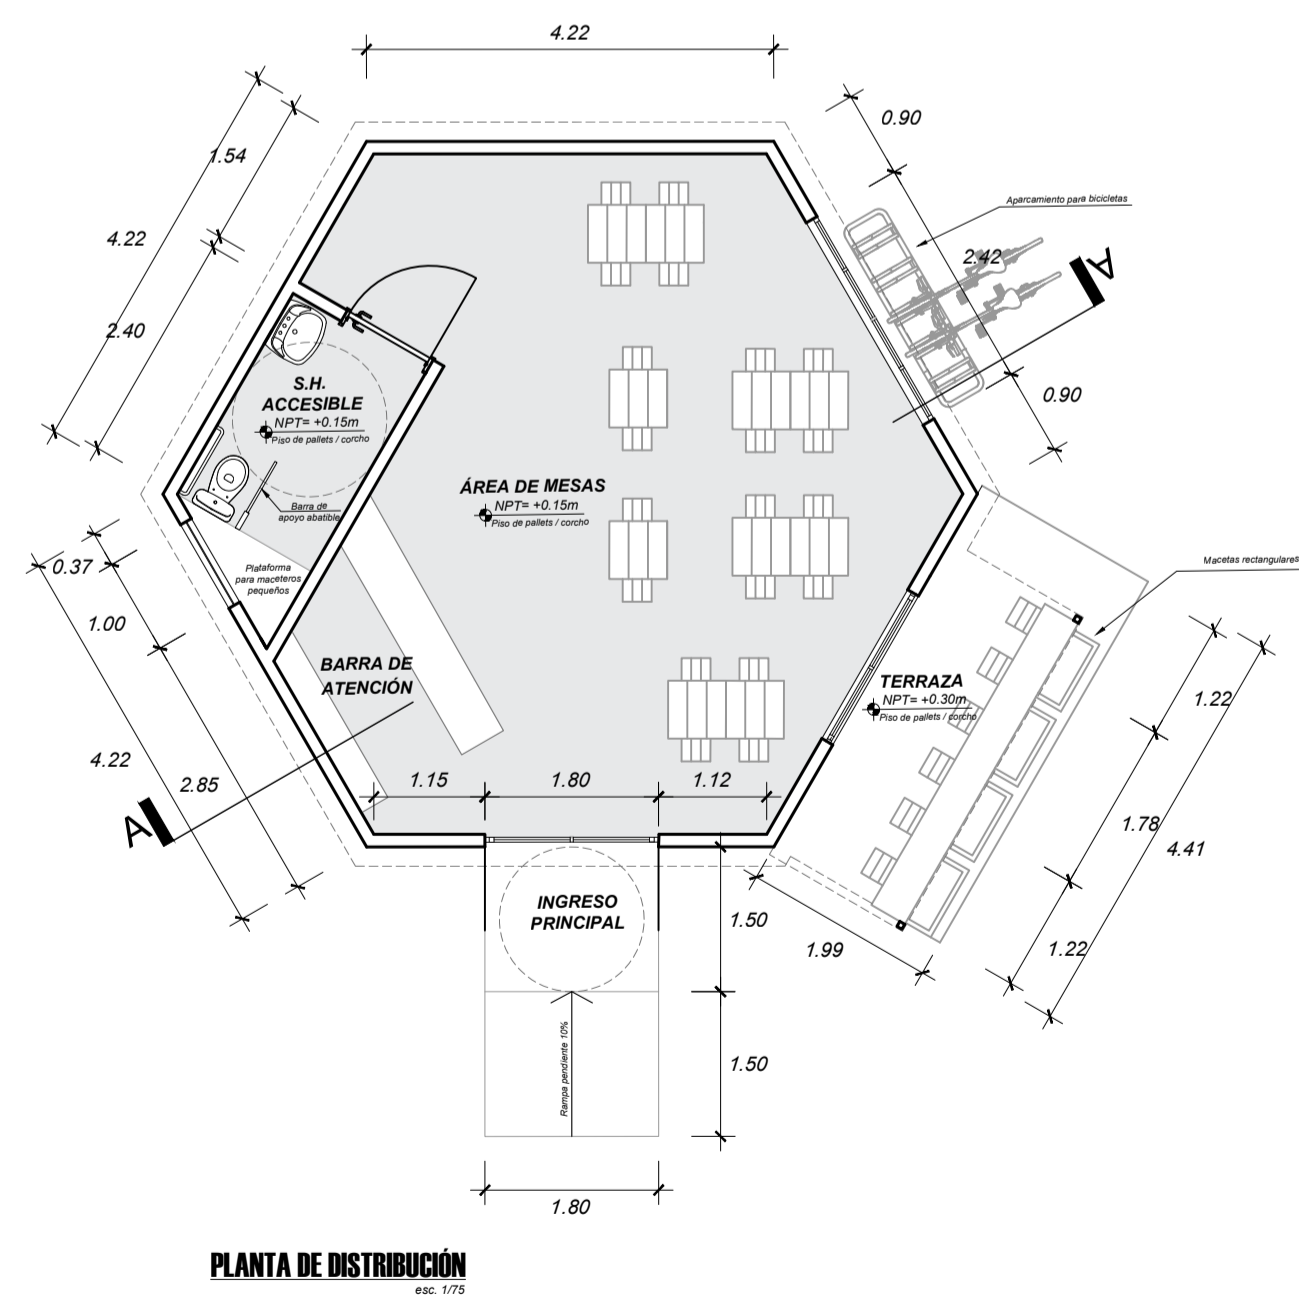 4.22
0.90
1.54
Aparcamiento para bicicletas
4.22
2.42
A
2.40
S.H.
ACCESIBLE
NPT= +0.15m
Piso de pallets / corcho
0.90
ÁREA DE MESAS
NPT= +0.15m
Piso de pallets / corcho
Barra de
apoyo abatible
0.37
Plataforma
para maceteros
pequeños
Macetas rectangulares
1.00
BARRA DE
ATENCIÓN
TERRAZA
NPT= +0.30m
Piso de pallets / corcho
1.22
4.22
2.85
1.15
1.80
1.12
A
1.78
4.41
INGRESO
PRINCIPAL
1.50
1.99
1.22
Rampa pendiente 10%
1.50
1.80
PLANTA DE DISTRIBUCIÓN
esc. 1/75